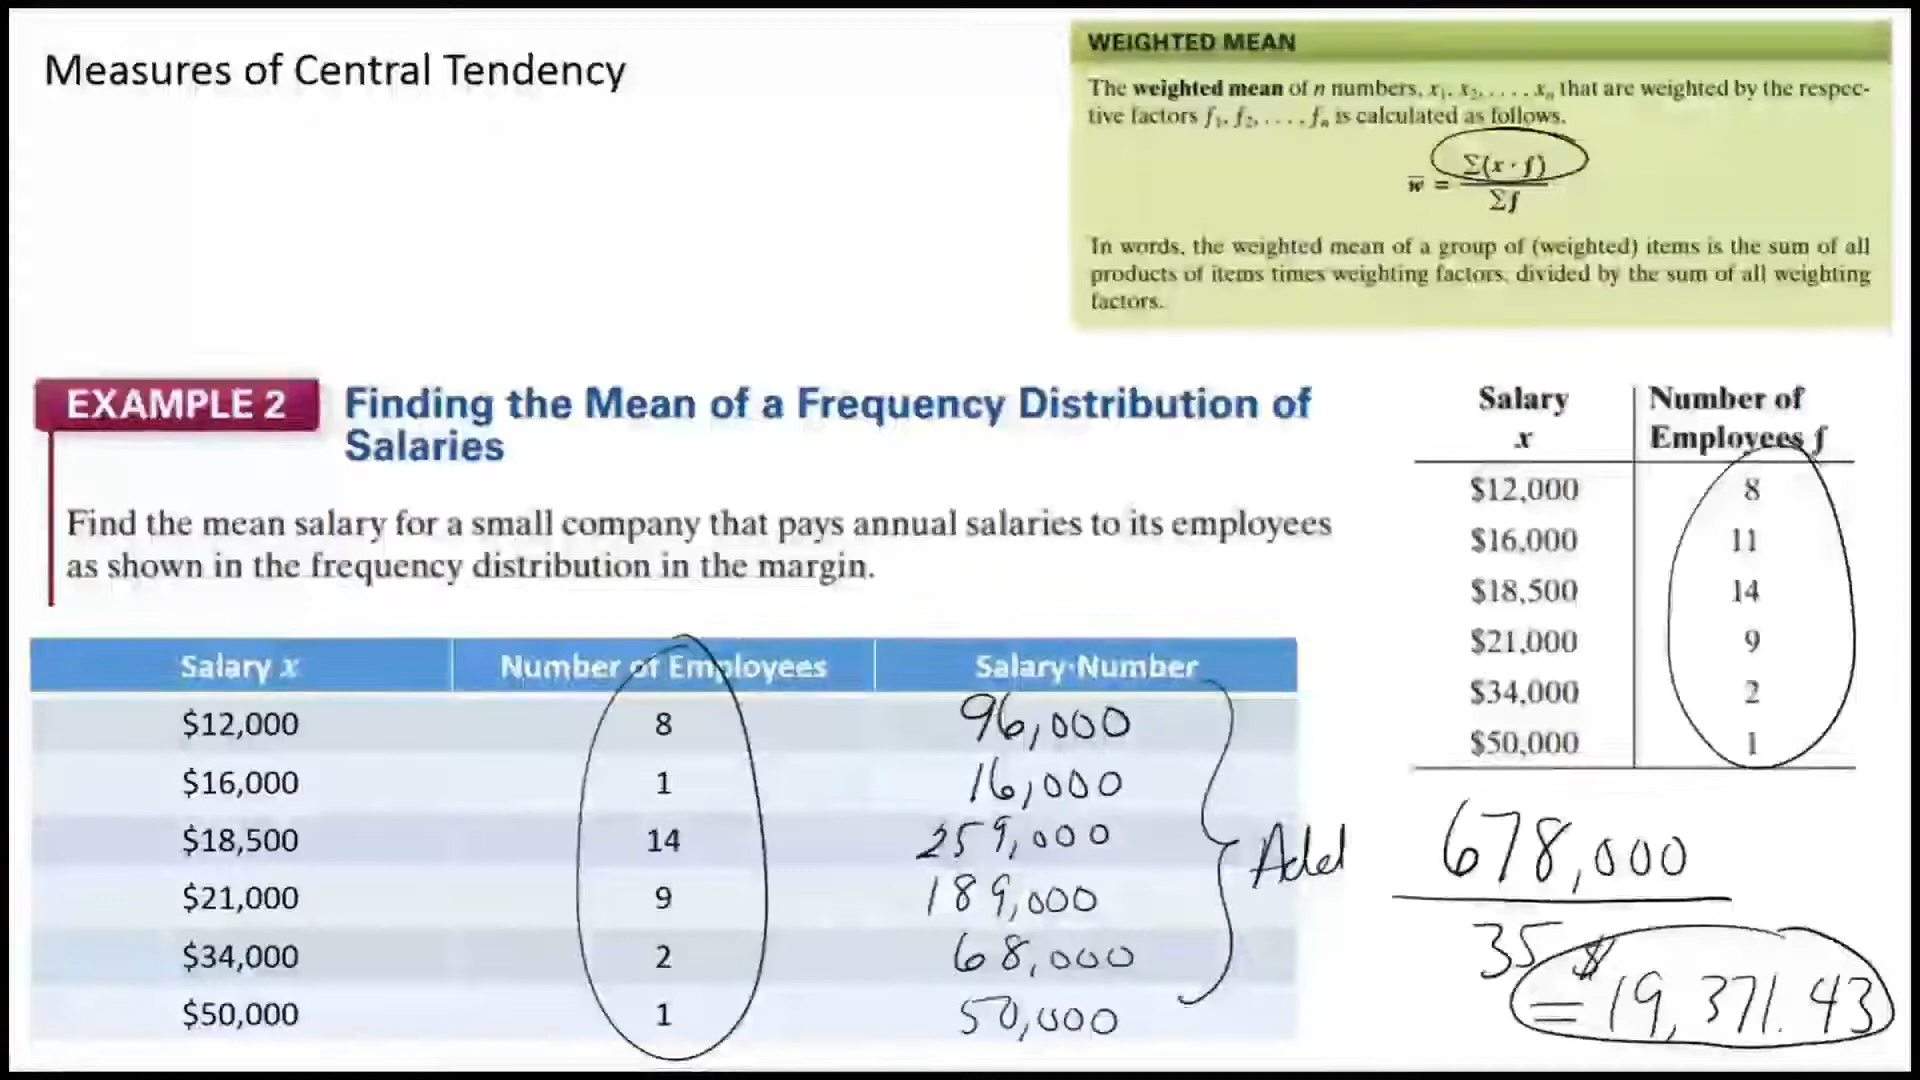 Measures of Central Tendency
WEIGHTED MEAN
The weighted mean of n numbers, x₁, x₂, . . . . xₙ that are weighted by the respec-
tive factors f₁, f₂, . . . . fₙ is calculated as follows.
w̅ = Σ(x · f) / Σf
In words, the weighted mean of a group of (weighted) items is the sum of all
products of items times weighting factors, divided by the sum of all weighting
factors.
EXAMPLE 2 Finding the Mean of a Frequency Distribution of
Salaries
Find the mean salary for a small company that pays annual salaries to its employees
as shown in the frequency distribution in the margin.
Salary Number of
x Employees f
$12,000 8
$16,000 11
$18,500 14
$21,000 9
$34,000 2
$50,000 1
Salary x Number of Employees Salary·Number
$12,000 8 96,000
$16,000 1 16,000
$18,500 14 259,000
$21,000 9 189,000
$34,000 2 68,000
$50,000 1 50,000
Add
678,000
35
$
= 19,371.43